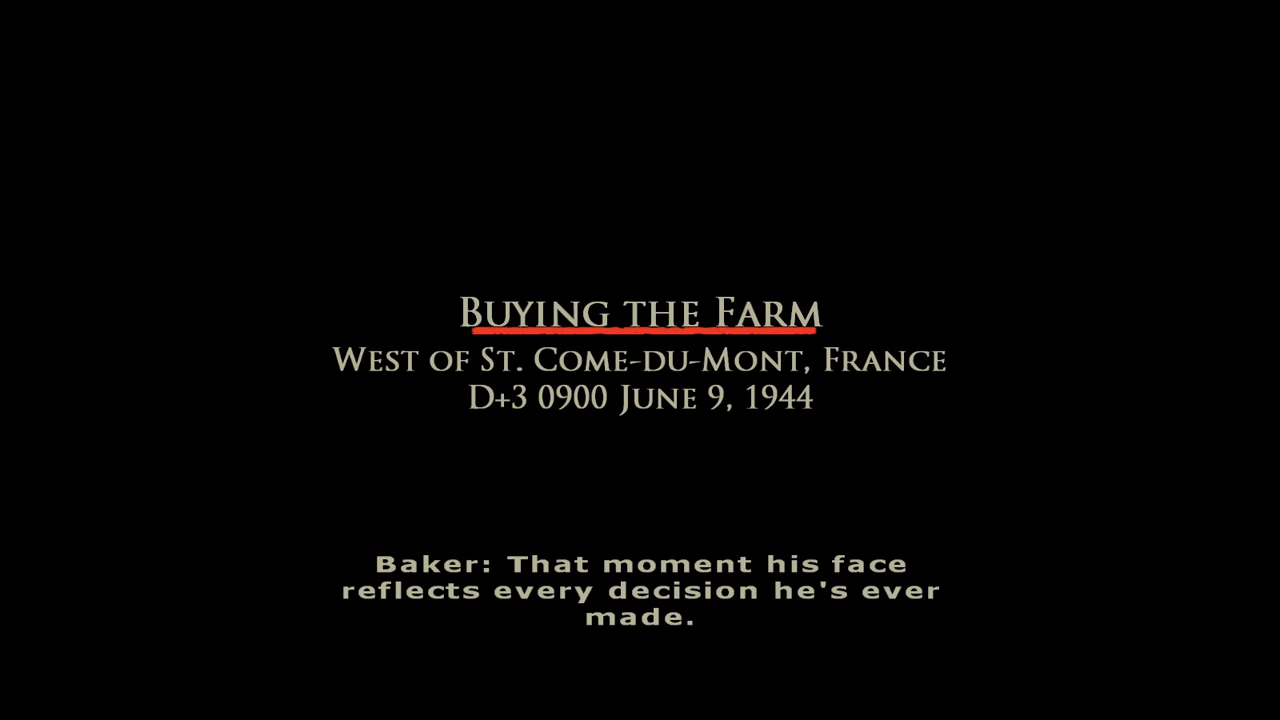 Buying the Farm
West of St. Come-du-Mont, France
D+3 0900 June 9, 1944
Baker: That moment his face
reflects every decision he's ever
made.